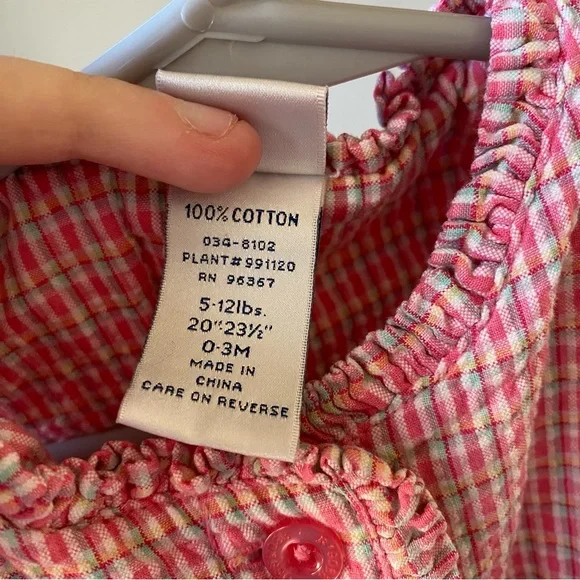 100% COTTON
034-8102
PLANT# 991120
RN 96367
5-12lbs.
20"-23½"
0-3M
MADE IN
CHINA
CARE ON REVERSE